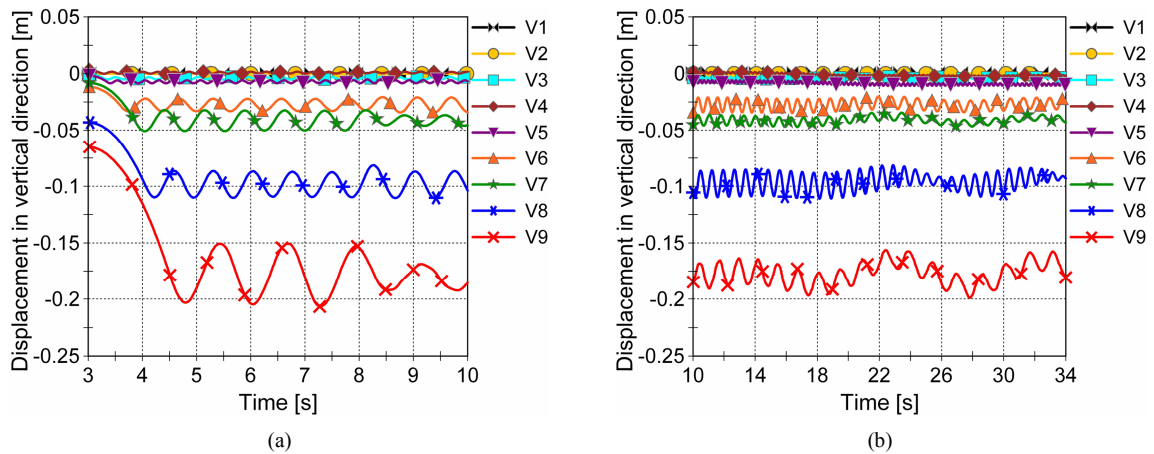 Displacement in vertical direction [m]
0.05
0
-0.05
-0.1
-0.15
-0.2
-0.25
3 4 5 6 7 8 9 10
Time [s]
V1
V2
V3
V4
V5
V6
V7
V8
V9
(a)
Displacement in vertical direction [m]
0.05
0
-0.05
-0.1
-0.15
-0.2
-0.25
10 14 18 22 26 30 34
Time [s]
V1
V2
V3
V4
V5
V6
V7
V8
V9
(b)